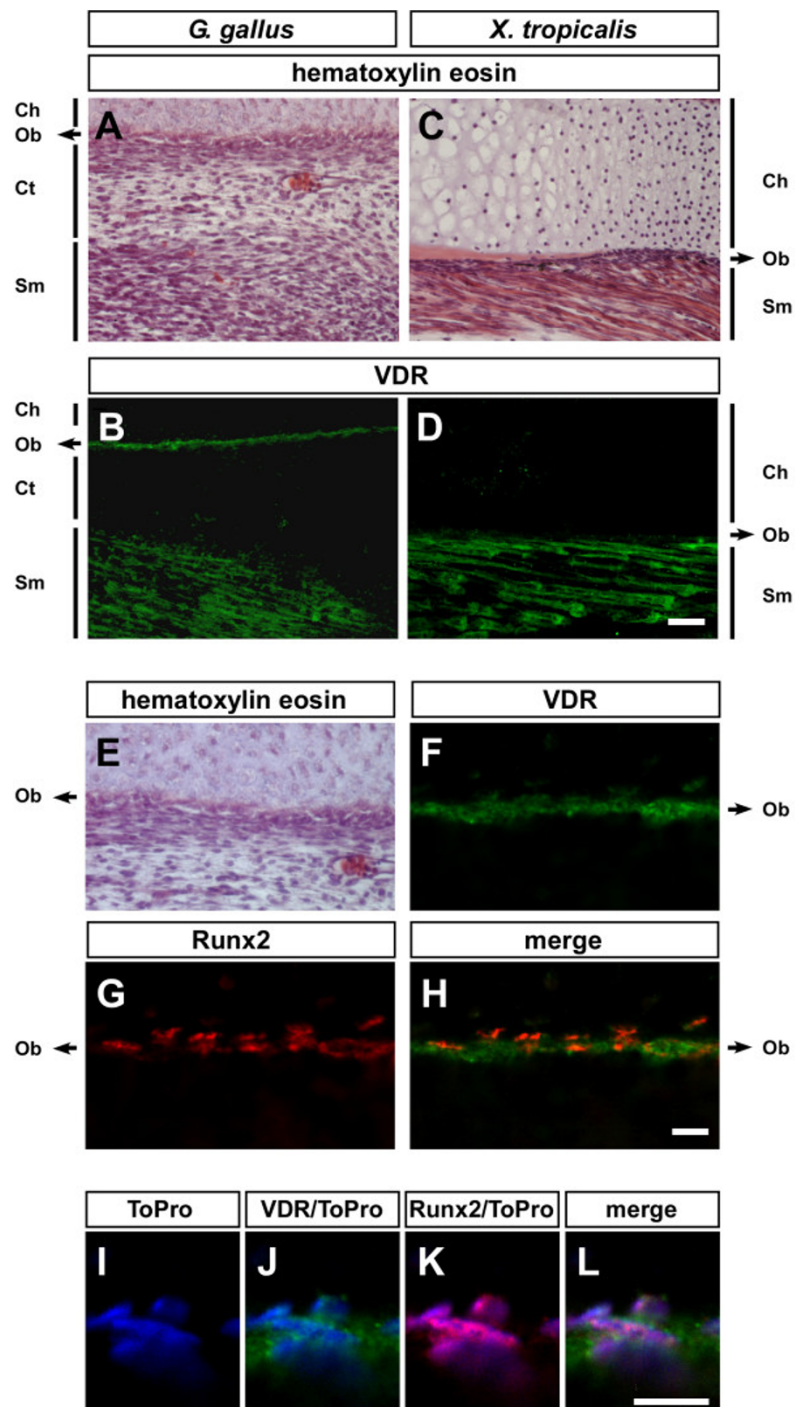 G. gallus
X. tropicalis
hematoxylin eosin
Ch
Ob
Ct
Sm
A
C
Ch
Ob
Sm
VDR
Ch
Ob
Ct
Sm
B
D
Ch
Ob
Sm
hematoxylin eosin
VDR
Ob
E
F
Ob
Runx2
merge
Ob
G
H
Ob
ToPro
VDR/ToPro
Runx2/ToPro
merge
I
J
K
L